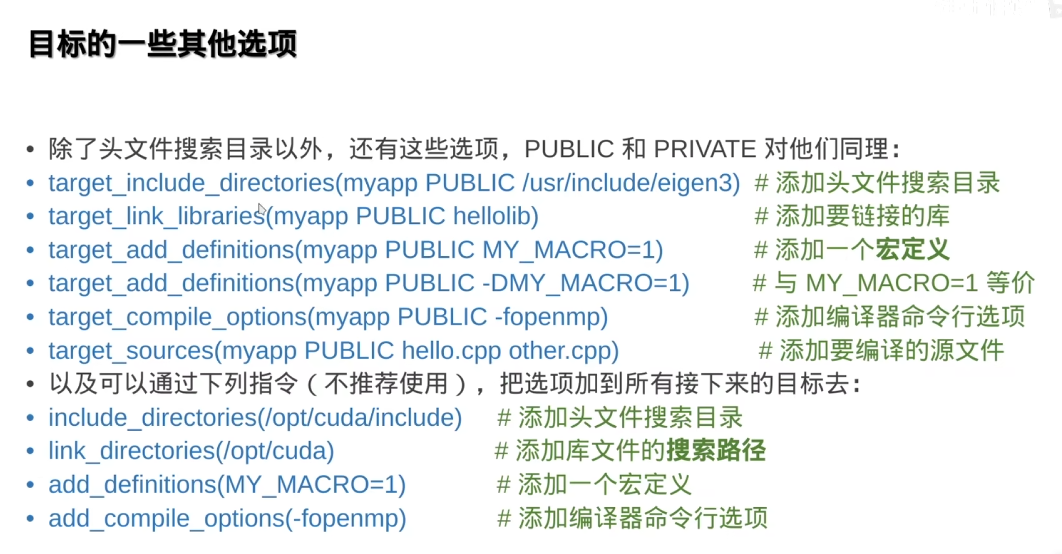 目标的一些其他选项
• 除了头文件搜索目录以外，还有这些选项，PUBLIC 和 PRIVATE 对他们同理：
• target_include_directories(myapp PUBLIC /usr/include/eigen3) # 添加头文件搜索目录
• target_link_libraries(myapp PUBLIC hellolib) # 添加要链接的库
• target_add_definitions(myapp PUBLIC MY_MACRO=1) # 添加一个宏定义
• target_add_definitions(myapp PUBLIC -DMY_MACRO=1) # 与 MY_MACRO=1 等价
• target_compile_options(myapp PUBLIC -fopenmp) # 添加编译器命令行选项
• target_sources(myapp PUBLIC hello.cpp other.cpp) # 添加要编译的源文件
• 以及可以通过下列指令（不推荐使用），把选项加到所有接下来的目标去：
• include_directories(/opt/cuda/include) # 添加头文件搜索目录
• link_directories(/opt/cuda) # 添加库文件的搜索路径
• add_definitions(MY_MACRO=1) # 添加一个宏定义
• add_compile_options(-fopenmp) # 添加编译器命令行选项